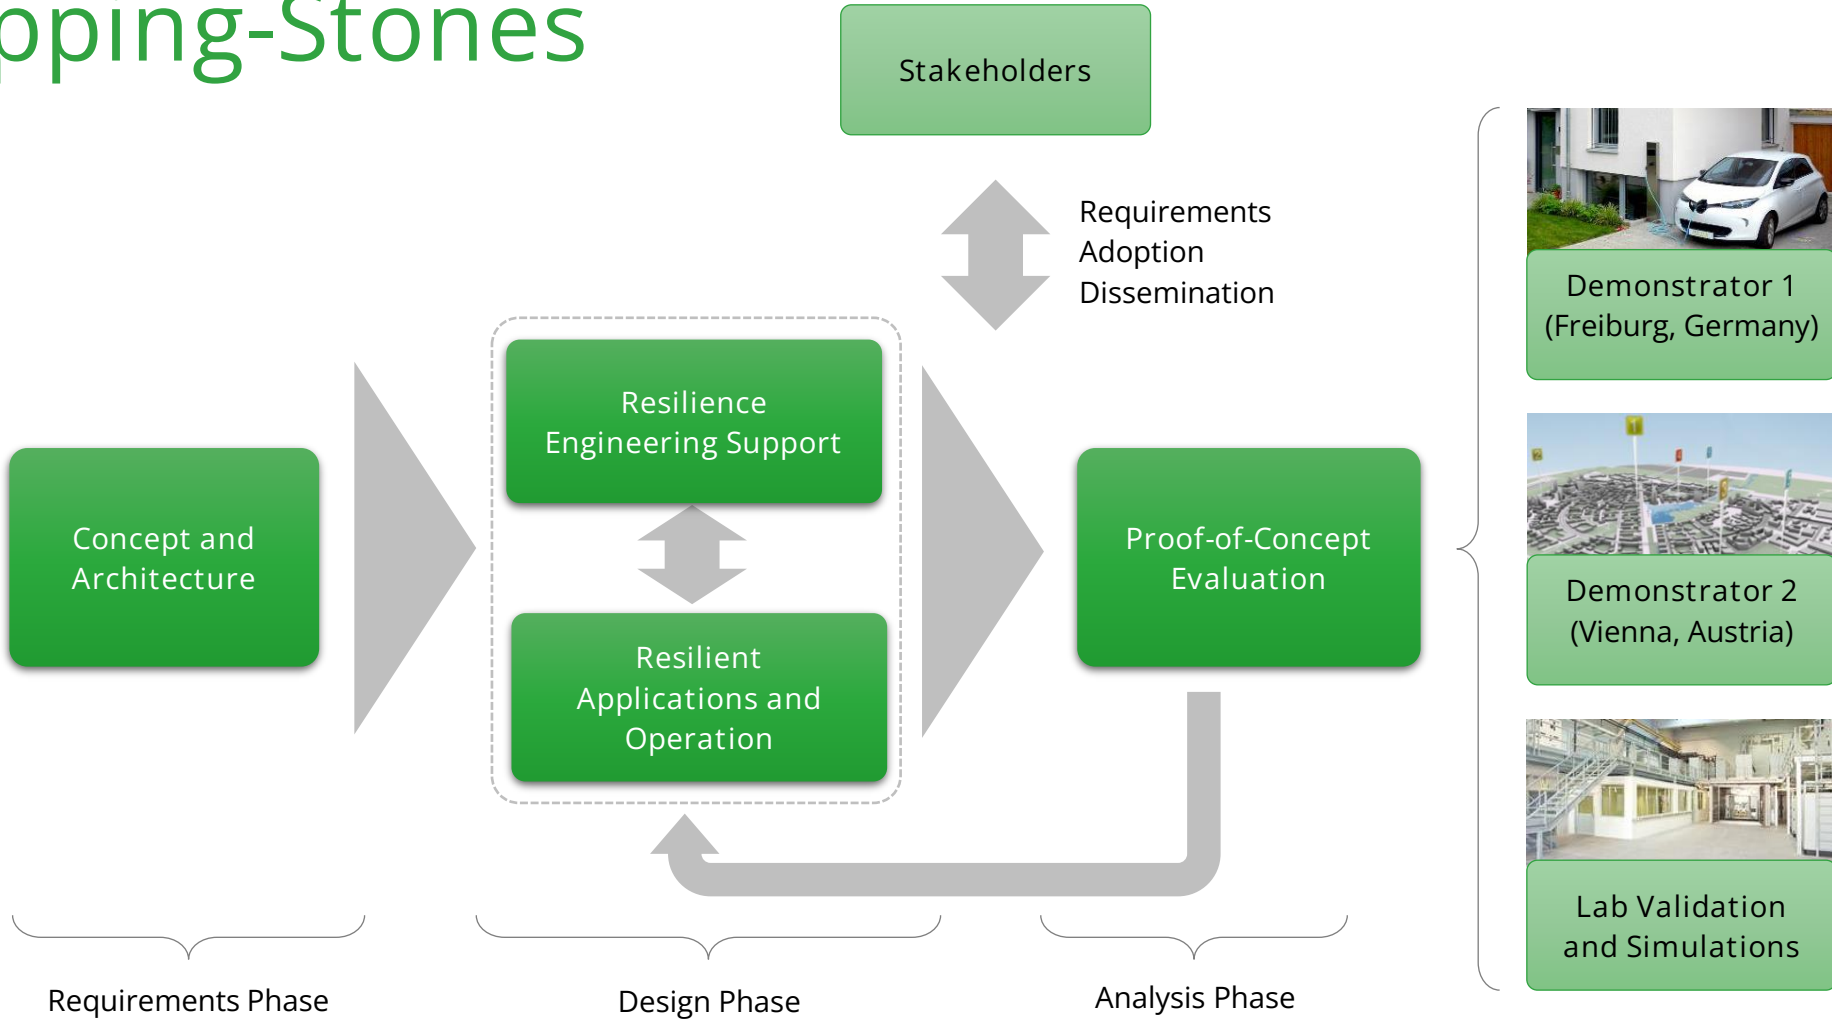 pping-Stones
Stakeholders
Requirements
Adoption
Dissemination
Resilience
Engineering Support
Concept and
Architecture
Resilient
Applications and
Operation
Proof-of-Concept
Evaluation
Demonstrator 1
(Freiburg, Germany)
Demonstrator 2
(Vienna, Austria)
Lab Validation
and Simulations
Requirements Phase
Design Phase
Analysis Phase